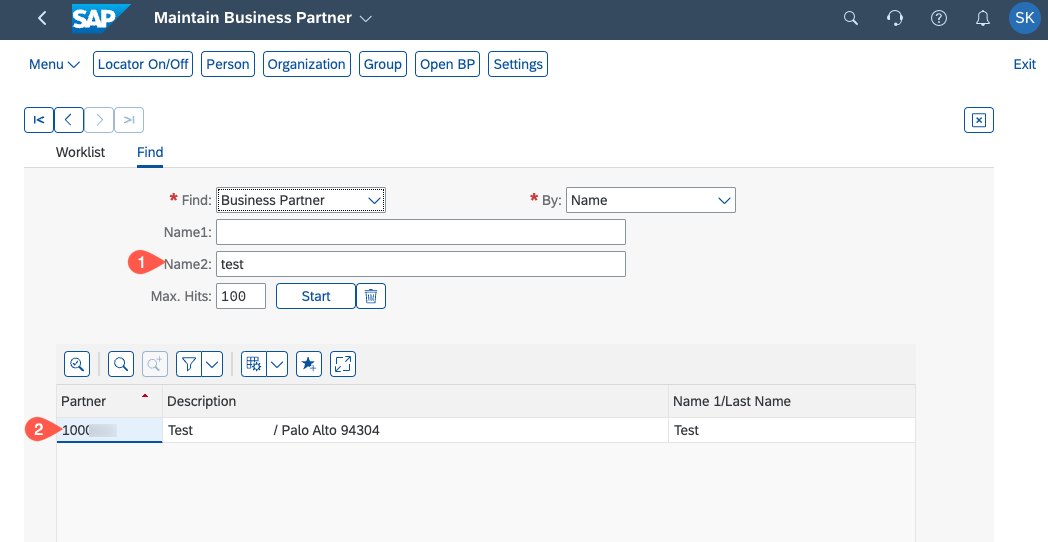 SAP Maintain Business Partner SK
Menu Locator On/Off Person Organization Group Open BP Settings Exit
Worklist Find
* Find: Business Partner * By: Name
Name1:
1 Name2: test
Max. Hits: 100 Start
Partner Description Name 1/Last Name
2 Test / Palo Alto 94304 Test